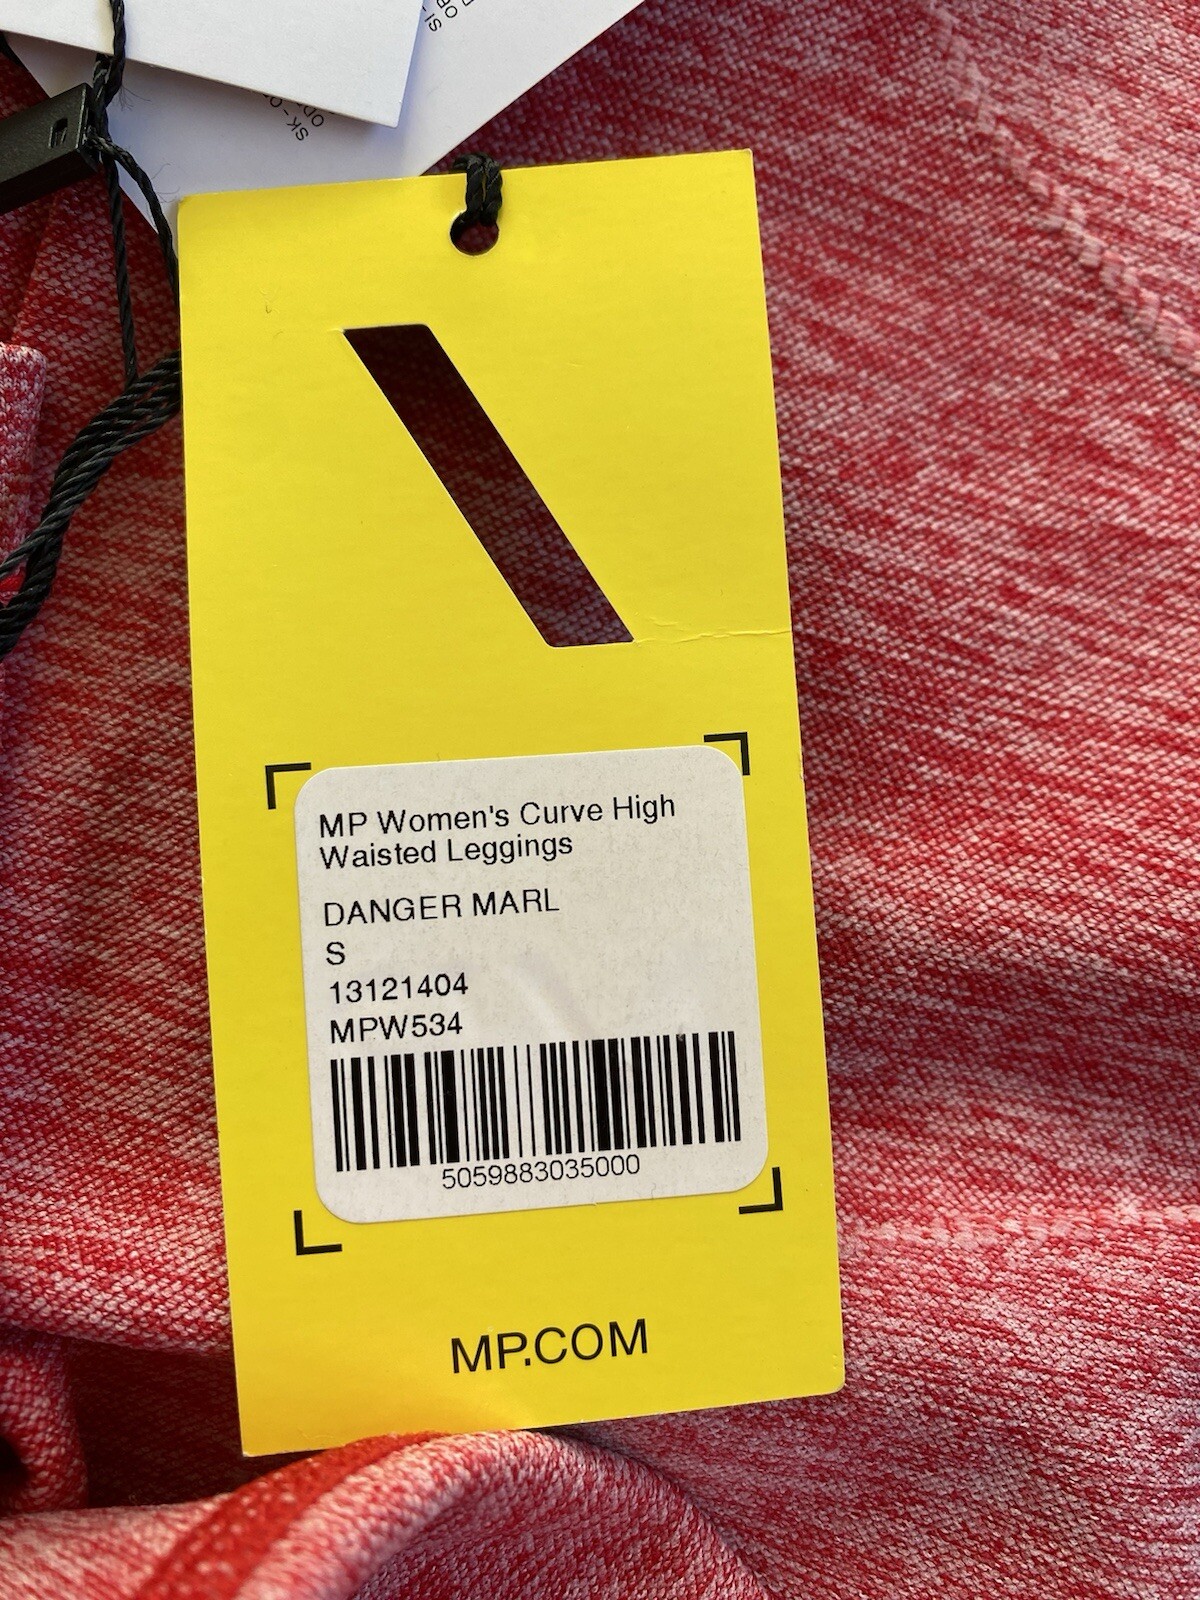 MP Women's Curve High
Waisted Leggings
DANGER MARL
S
13121404
MPW534
5059883035000
MP.COM